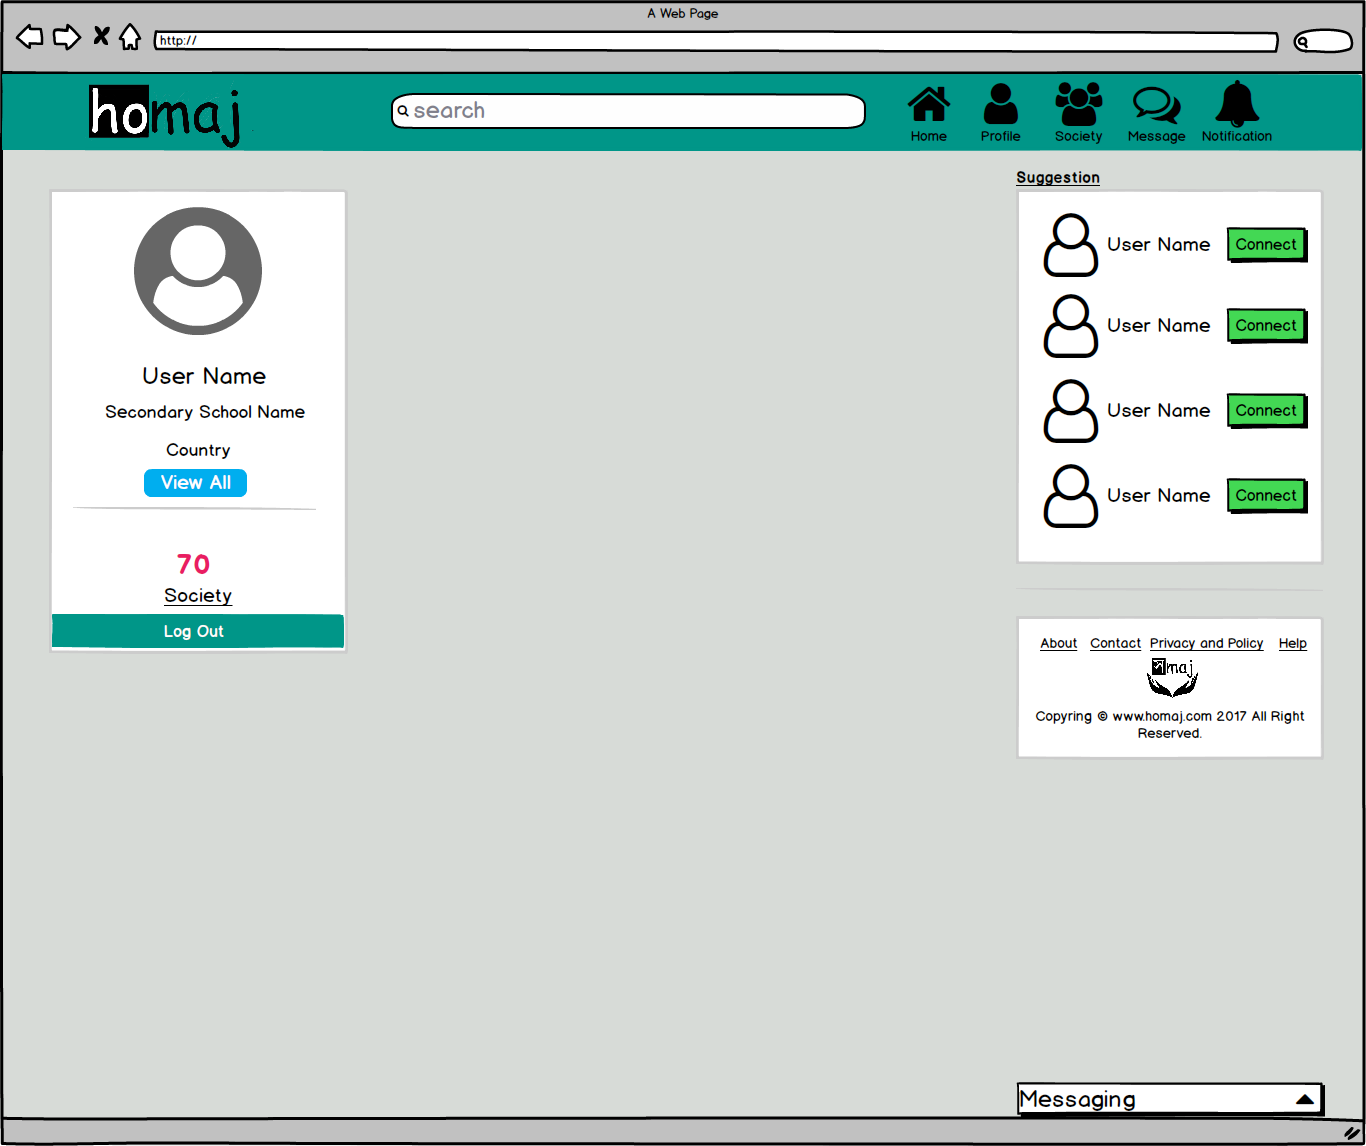 A Web Page
http://
homaj
search
Home
Profile
Society
Message
Notification
Suggestion
User Name
Connect
User Name
Connect
User Name
Connect
User Name
Connect
User Name
Secondary School Name
Country
View All
70
Society
Log Out
About
Contact
Privacy and Policy
Help
maj
Copyring © www.homaj.com 2017 All Right
Reserved.
Messaging